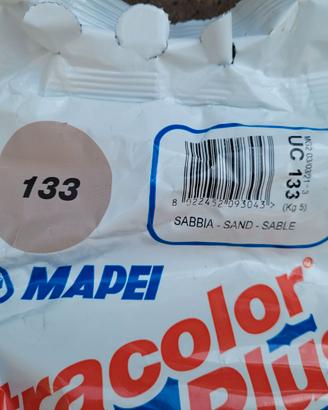 133
UC 133
(Kg 5)
8 022452 093043 >
SABBIA - SAND - SABLE
MAPEI
tracolor
Plus